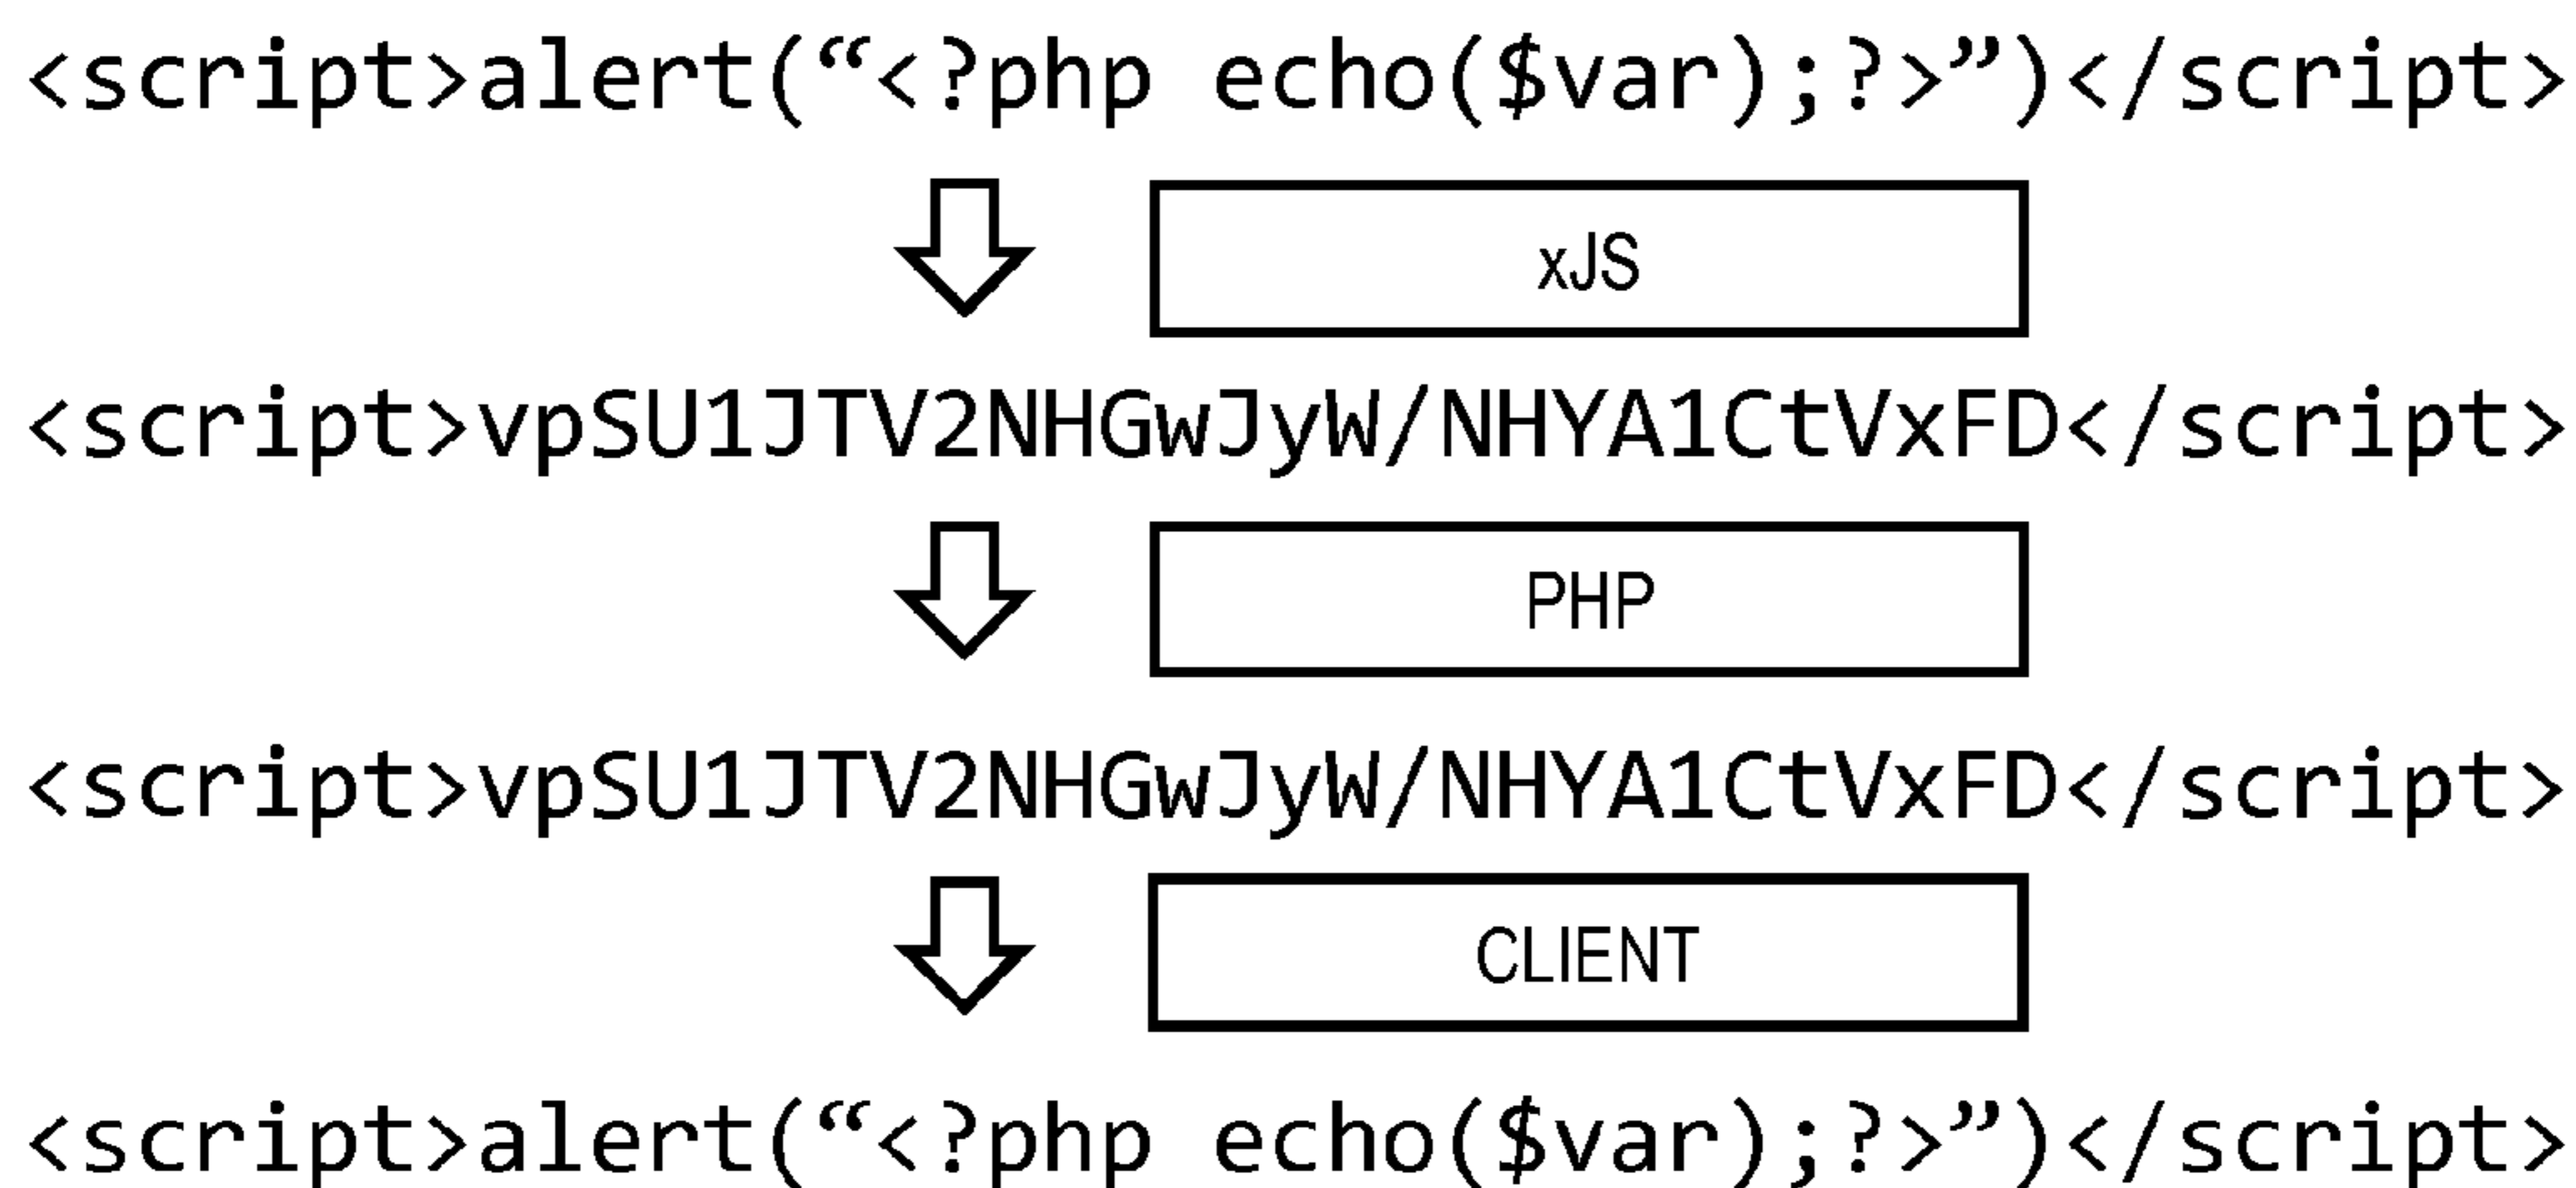 <script>alert(“<?php echo($var);?>”)</script>
xJS
<script>vpSU1JTV2NHGwJyW/NHYA1CtVxFD</script>
PHP
<script>vpSU1JTV2NHGwJyW/NHYA1CtVxFD</script>
CLIENT
<script>alert(“<?php echo($var);?>”)</script>